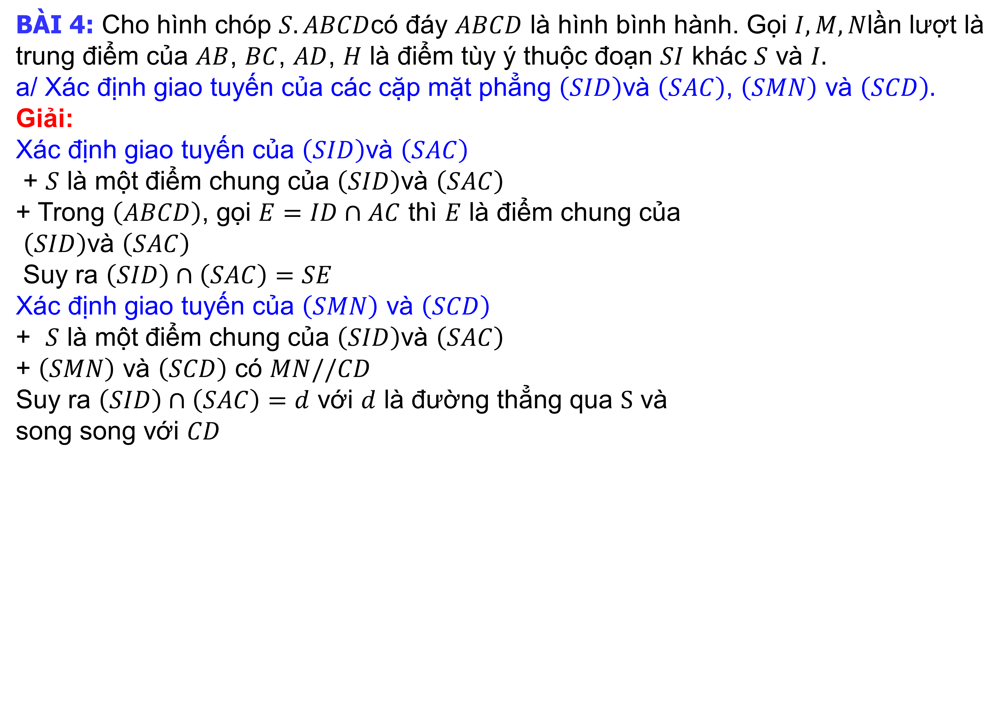 BÀI 4: Cho hình chóp S.ABCDcó đáy ABCD là hình bình hành. Gọi I, M, Nlần lượt là
trung điểm của AB, BC, AD, H là điểm tùy ý thuộc đoạn SI khác S và I.
a/ Xác định giao tuyến của các cặp mặt phẳng (SID)và (SAC), (SMN) và (SCD).
Giải:
Xác định giao tuyến của (SID)và (SAC)
+ S là một điểm chung của (SID)và (SAC)
+ Trong (ABCD), gọi E = ID ∩ AC thì E là điểm chung của
(SID)và (SAC)
Suy ra (SID) ∩ (SAC) = SE
Xác định giao tuyến của (SMN) và (SCD)
+ S là một điểm chung của (SID)và (SAC)
+ (SMN) và (SCD) có MN//CD
Suy ra (SID) ∩ (SAC) = d với d là đường thẳng qua S và
song song với CD